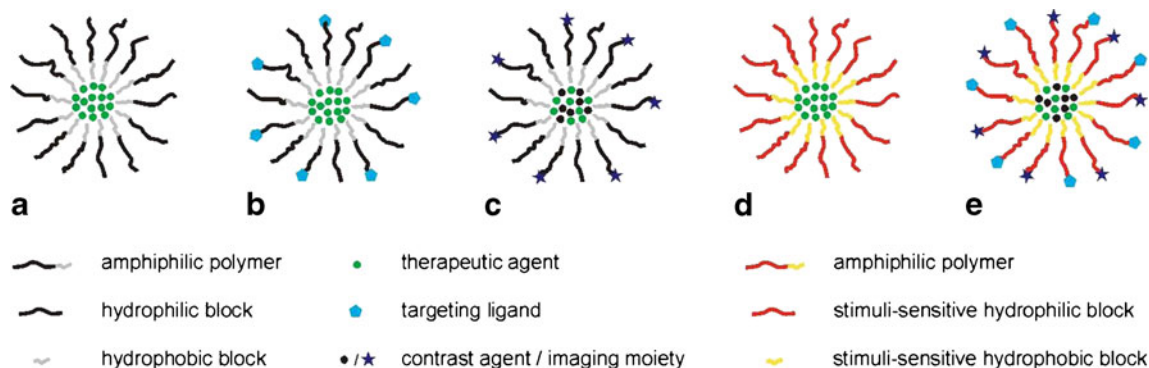 a b c d e
amphiphilic polymer therapeutic agent amphiphilic polymer
hydrophilic block targeting ligand stimuli-sensitive hydrophilic block
hydrophobic block / contrast agent / imaging moiety stimuli-sensitive hydrophobic block